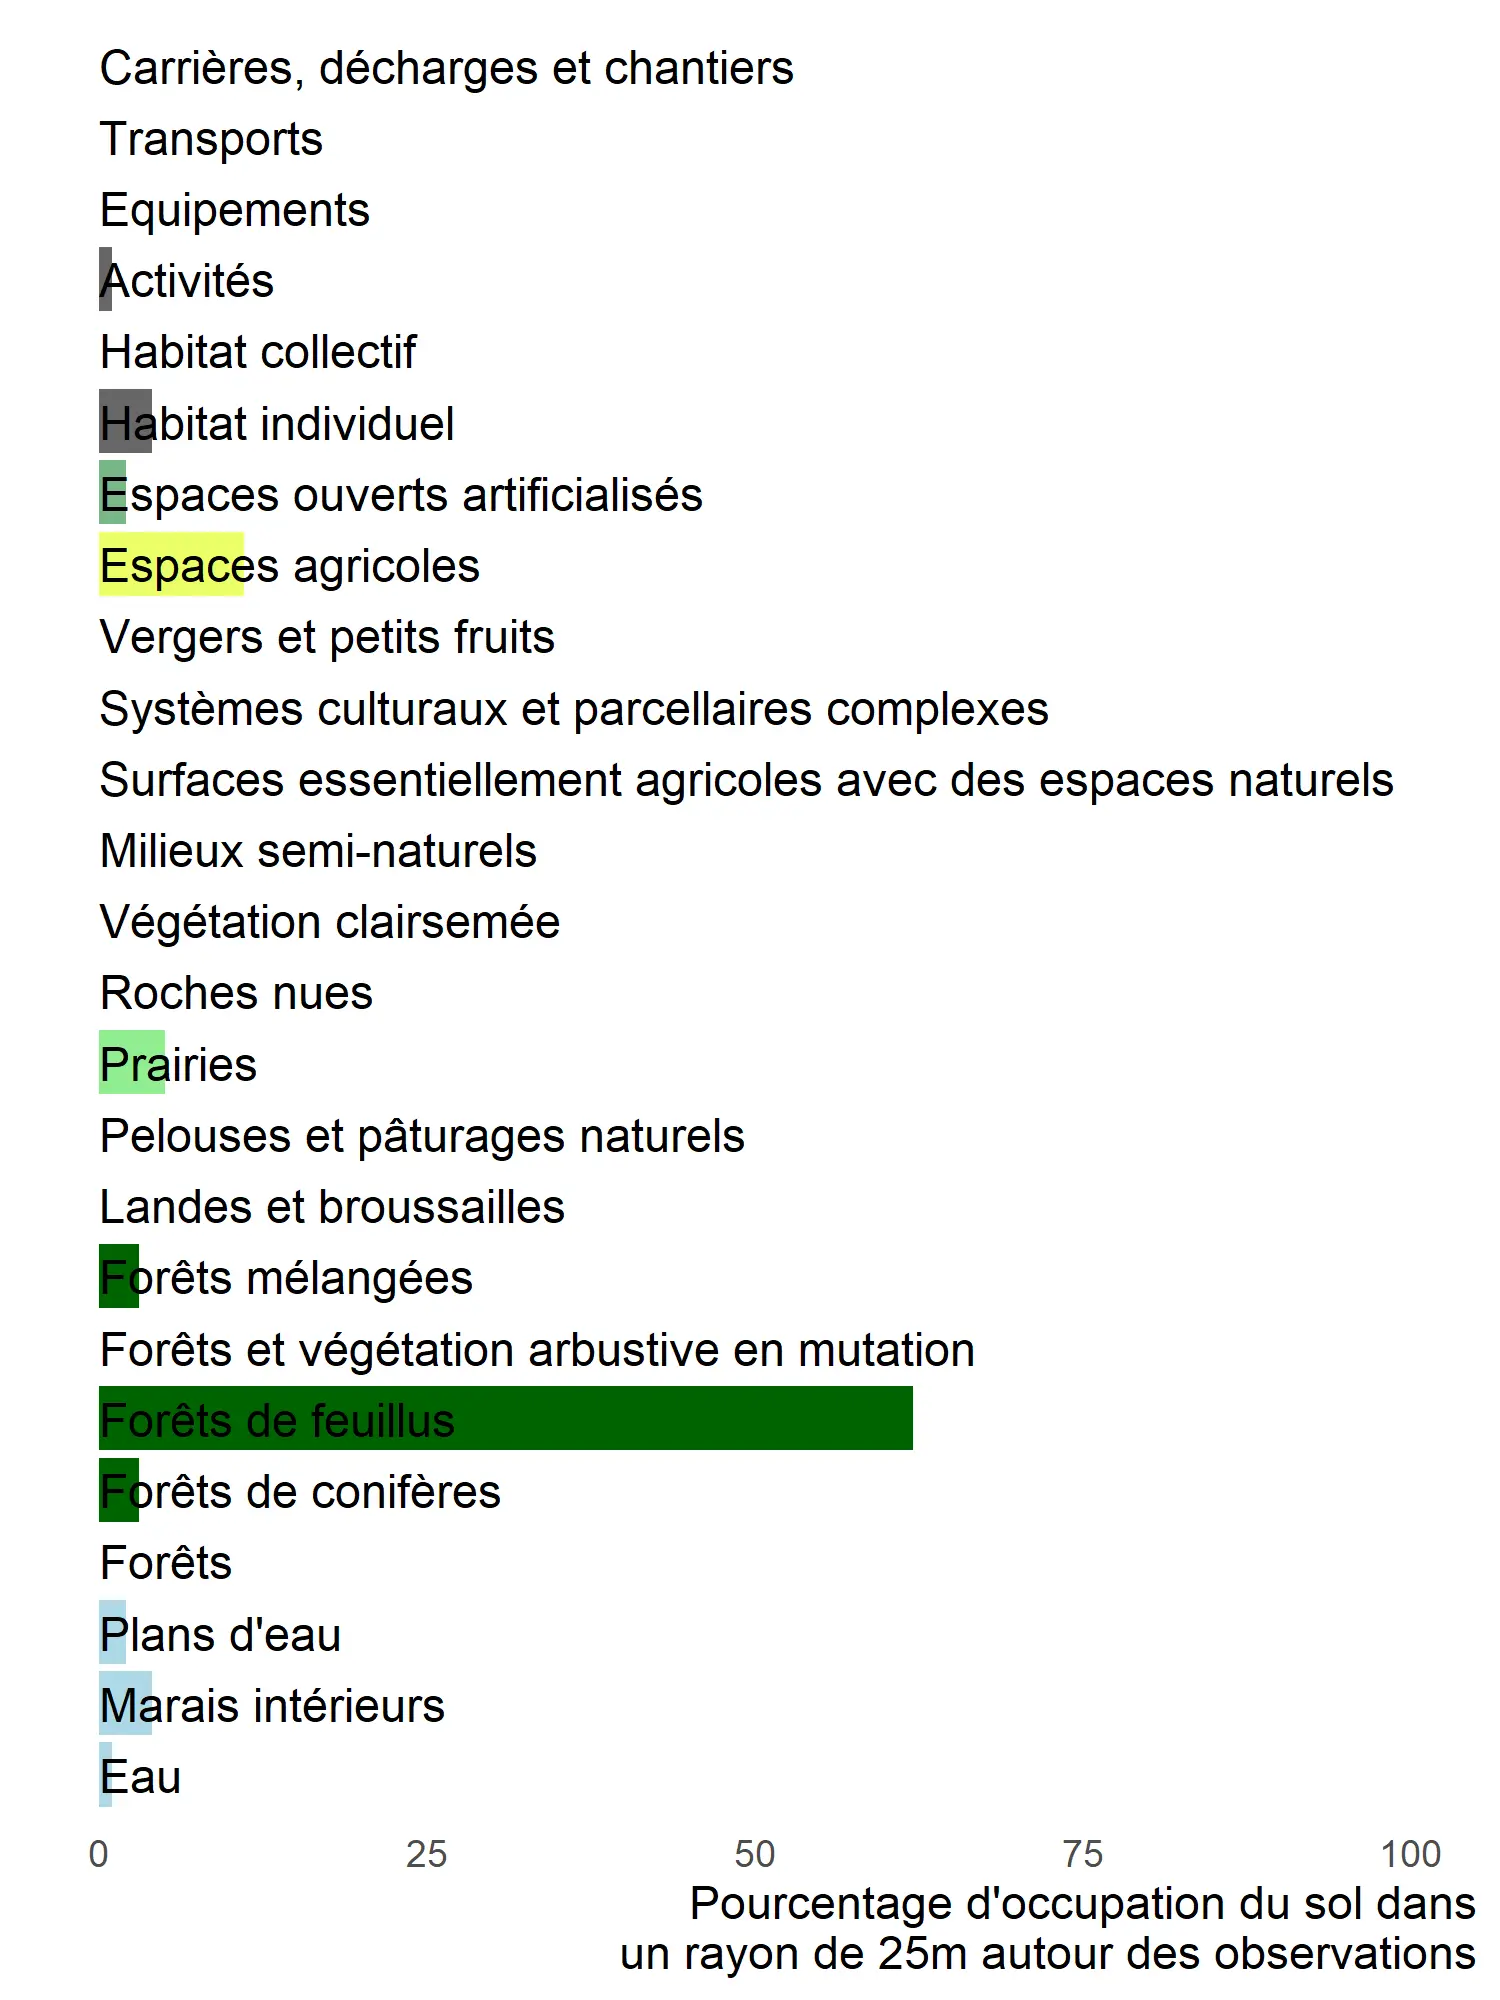 Carrières, décharges et chantiers
Transports
Equipements
Activités
Habitat collectif
Habitat individuel
Espaces ouverts artificialisés
Espaces agricoles
Vergers et petits fruits
Systèmes culturaux et parcellaires complexes
Surfaces essentiellement agricoles avec des espaces naturels
Milieux semi-naturels
Végétation clairsemée
Roches nues
Prairies
Pelouses et pâturages naturels
Landes et broussailles
Forêts mélangées
Forêts et végétation arbustive en mutation
Forêts de feuillus
Forêts de conifères
Forêts
Plans d'eau
Marais intérieurs
Eau
0 25 50 75 100
Pourcentage d'occupation du sol dans
un rayon de 25m autour des observations